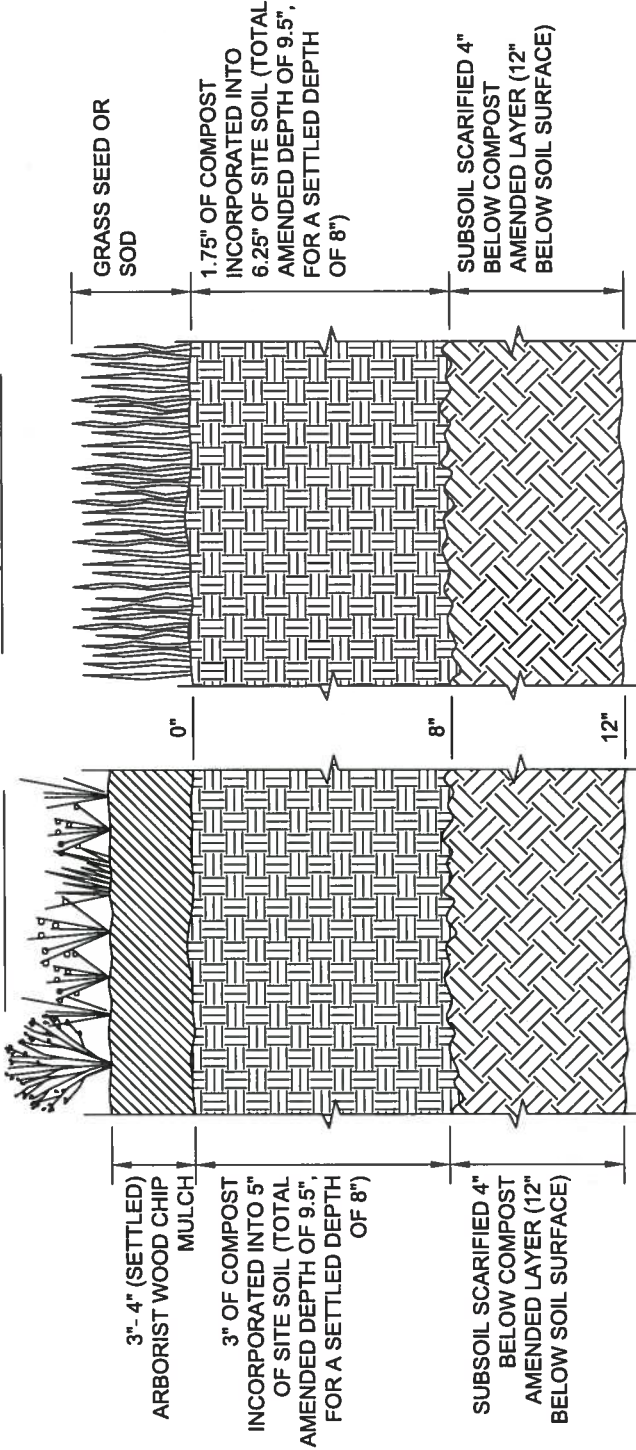 3"- 4" (SETTLED)
ARBORIST WOOD CHIP
MULCH
3" OF COMPOST
INCORPORATED INTO 5"
OF SITE SOIL (TOTAL
AMENDED DEPTH OF 9.5",
FOR A SETTLED DEPTH
OF 8")
SUBSOIL SCARIFIED 4"
BELOW COMPOST
AMENDED LAYER (12"
BELOW SOIL SURFACE)
0"
8"
12"
GRASS SEED OR
SOD
1.75" OF COMPOST
INCORPORATED INTO
6.25" OF SITE SOIL (TOTAL
AMENDED DEPTH OF 9.5",
FOR A SETTLED DEPTH
OF 8")
SUBSOIL SCARIFIED 4"
BELOW COMPOST
AMENDED LAYER (12"
BELOW SOIL SURFACE)